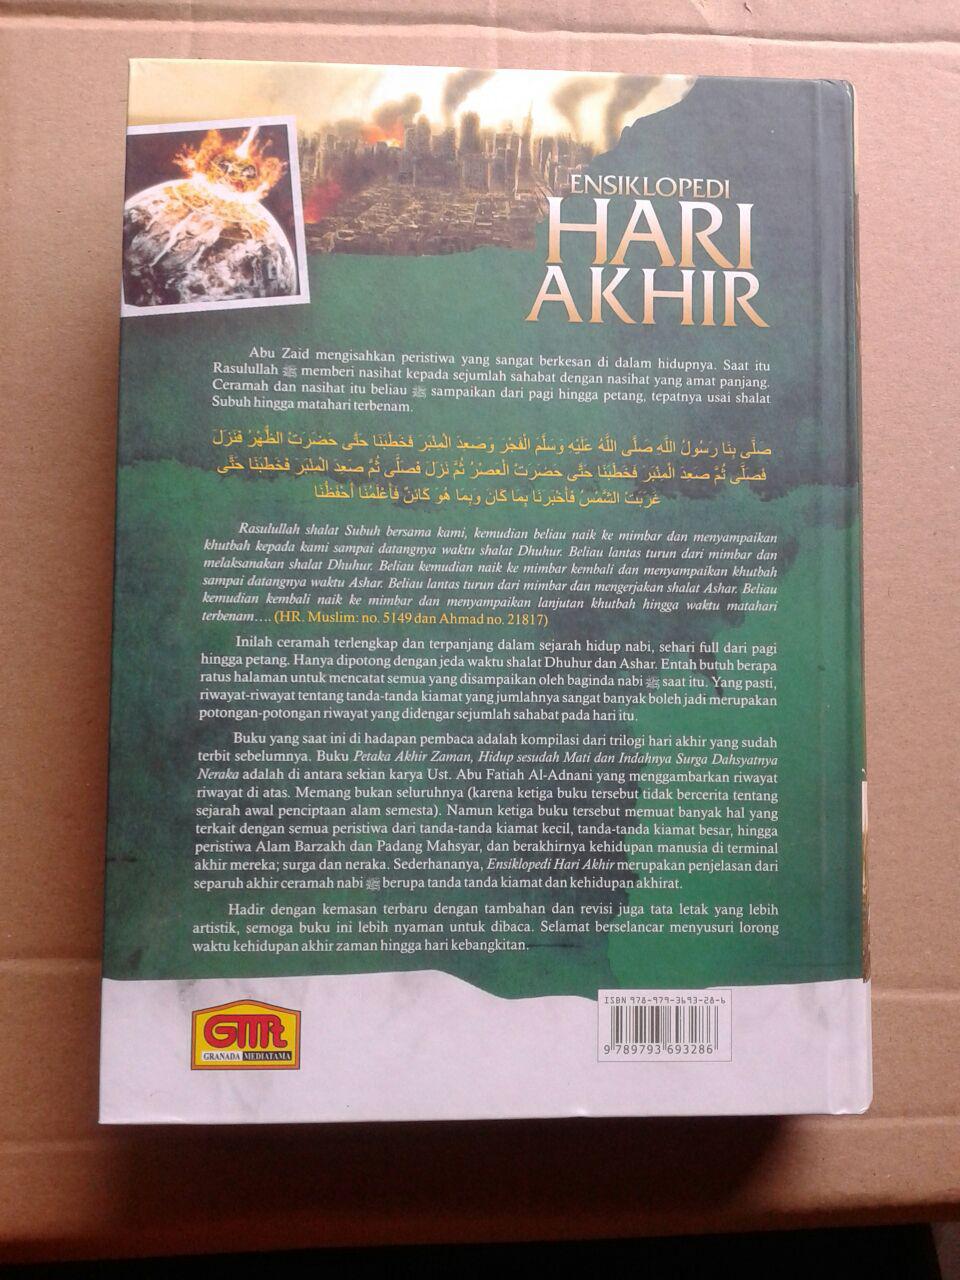 ENSIKLOPEDI
HARI
AKHIR
Abu Zaid mengisahkan peristiwa yang sangat berkesan di dalam hidupnya. Saat itu
Rasulullah ﷺ memberi nasihat kepada sejumlah sahabat dengan nasihat yang amat panjang.
Ceramah dan nasihat itu beliau ﷺ sampaikan dari pagi hingga petang, tepatnya usai shalat
Subuh hingga matahari terbenam.
صَلَّى بِنَا رَسُولُ اللَّهِ صَلَّى اللَّهُ عَلَيْهِ وَسَلَّمَ الْفَجْرَ وَصَعِدَ الْمِنْبَرَ فَخَطَبَنَا حَتَّى حَضَرَتْ الظُّهْرُ فَنَزَلَ
فَصَلَّى ثُمَّ صَعِدَ الْمِنْبَرَ فَخَطَبَنَا حَتَّى حَضَرَتْ الْعَصْرُ ثُمَّ نَزَلَ فَصَلَّى ثُمَّ صَعِدَ الْمِنْبَرَ فَخَطَبَنَا حَتَّى
غَرَبَتْ الشَّمْسُ فَأَخْبَرَنَا بِمَا كَانَ وَبِمَا هُوَ كَائِنٌ فَأَعْلَمُنَا أَحْفَظُنَا
Rasulullah shalat Subuh bersama kami, kemudian beliau naik ke mimbar dan menyampaikan
khutbah kepada kami sampai datangnya waktu shalat Dhuhur. Beliau lantas turun dari mimbar dan
melaksanakan shalat Dhuhur. Beliau kemudian naik ke mimbar kembali dan menyampaikan khutbah
sampai datangnya waktu Ashar. Beliau lantas turun dari mimbar dan mengerjakan shalat Ashar. Beliau
kemudian kembali naik ke mimbar dan menyampaikan lanjutan khutbah hingga waktu matahari
terbenam.... (HR. Muslim: no. 5149 dan Ahmad no. 21817)
Inilah ceramah terlengkap dan terpanjang dalam sejarah hidup nabi, sehari full dari pagi
hingga petang. Hanya dipotong dengan jeda waktu shalat Dhuhur dan Ashar. Entah butuh berapa
ratus halaman untuk mencatat semua yang disampaikan oleh baginda nabi ﷺ saat itu. Yang pasti,
riwayat-riwayat tentang tanda-tanda kiamat yang jumlahnya sangat banyak boleh jadi merupakan
potongan-potongan riwayat yang didengar sejumlah sahabat pada hari itu.
Buku yang saat ini di hadapan pembaca adalah kompilasi dari trilogi hari akhir yang sudah
terbit sebelumnya. Buku Petaka Akhir Zaman, Hidup sesudah Mati dan Indahnya Surga Dahsyatnya
Neraka adalah di antara sekian karya Ust. Abu Fatiah Al-Adnani yang menggambarkan riwayat
riwayat di atas. Memang bukan seluruhnya (karena ketiga buku tersebut tidak bercerita tentang
sejarah awal penciptaan alam semesta). Namun ketiga buku tersebut memuat banyak hal yang
terkait dengan semua peristiwa dari tanda-tanda kiamat kecil, tanda-tanda kiamat besar, hingga
peristiwa Alam Barzakh dan Padang Mahsyar, dan berakhirnya kehidupan manusia di terminal
akhir mereka; surga dan neraka. Sederhananya, Ensiklopedi Hari Akhir merupakan penjelasan dari
separuh akhir ceramah nabi ﷺ berupa tanda tanda kiamat dan kehidupan akhirat.
Hadir dengan kemasan terbaru dengan tambahan dan revisi juga tata letak yang lebih
artistik, semoga buku ini lebih nyaman untuk dibaca. Selamat berselancar menyusuri lorong
waktu kehidupan akhir zaman hingga hari kebangkitan.
GMt
GRANADA MEDIATAMA
ISBN 978-979-3693-28-6
9 789793 693286